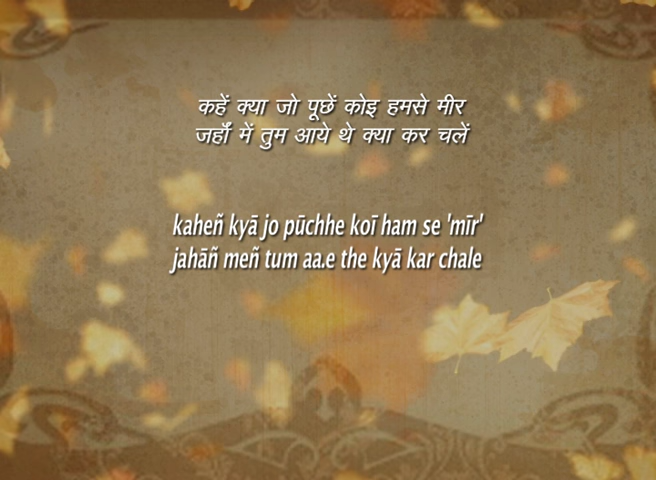 कहें क्या जो पूछें कोइ हमसे मीर
जहाँ में तुम आये थे क्या कर चलें
kaheñ kyā jo pūchhe koī ham se 'mīr'
jahāñ meñ tum aa.e the kyā kar chale